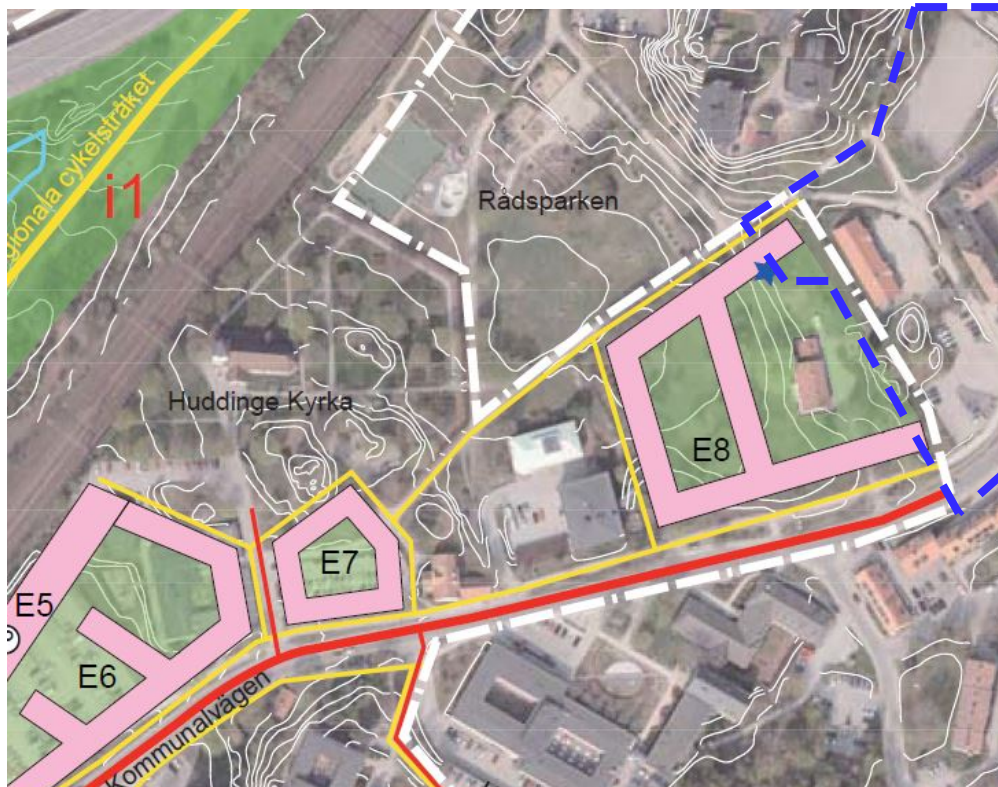 gionala cykelstråket
i1
Rådsparken
Huddinge Kyrka
E8
E7
E5
E6
Kommunalvägen